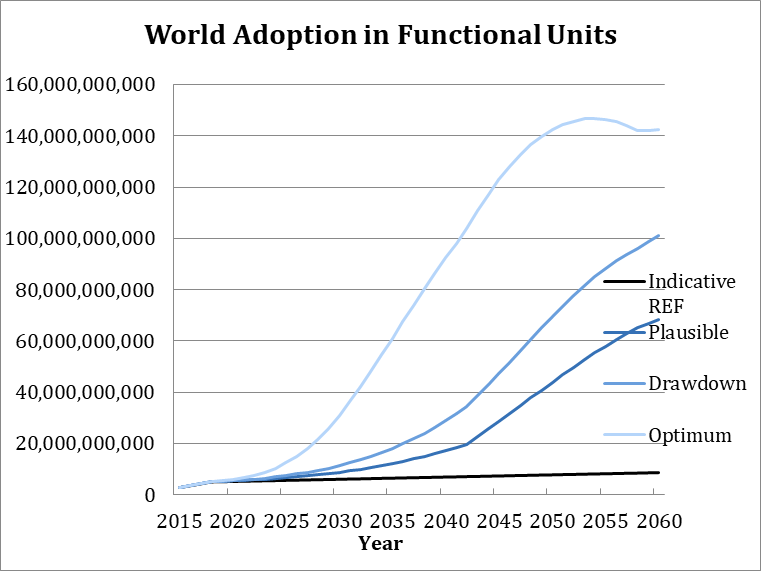 World Adoption in Functional Units
160,000,000,000
140,000,000,000
120,000,000,000
100,000,000,000
80,000,000,000
60,000,000,000
40,000,000,000
20,000,000,000
0
Indicative
REF
Plausible
Drawdown
Optimum
2015 2020 2025 2030 2035 2040 2045 2050 2055 2060
Year